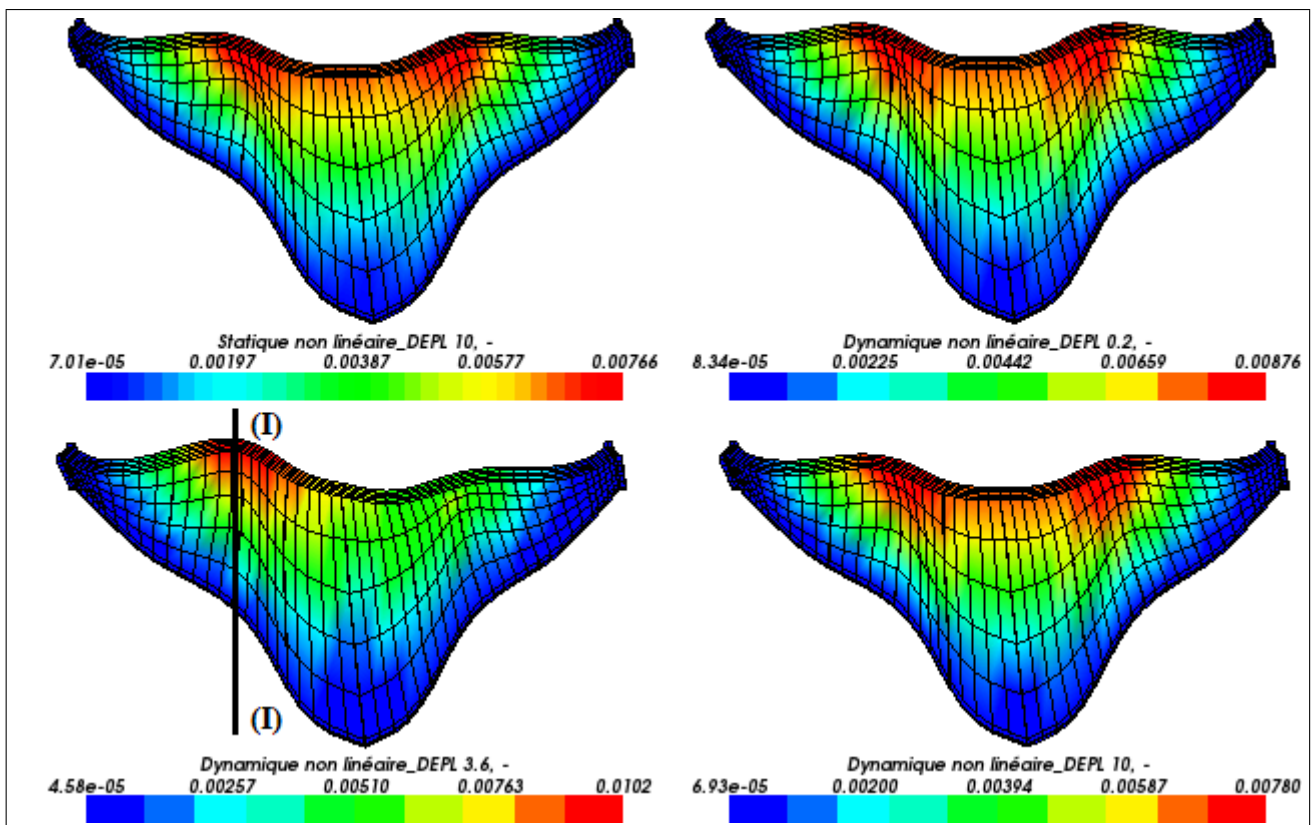 Statique non linéaire_DEPL 10, -
7.01e-05 0.00197 0.00387 0.00577 0.00766
Dynamique non linéaire_DEPL 0.2, -
8.34e-05 0.00225 0.00442 0.00659 0.00876
(I)
(I)
Dynamique non linéaire_DEPL 3.6, -
4.58e-05 0.00257 0.00510 0.00763 0.0102
Dynamique non linéaire_DEPL 10, -
6.93e-05 0.00200 0.00394 0.00587 0.00780